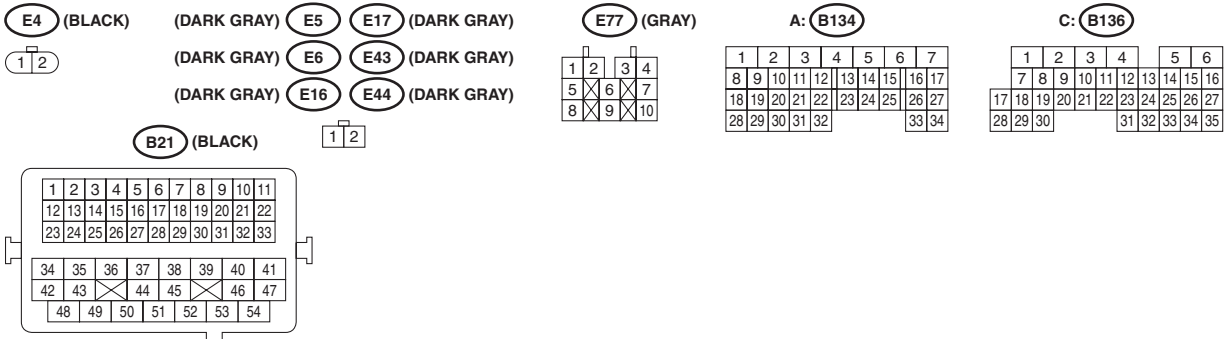 E4 (BLACK) (DARK GRAY) E5 E17 (DARK GRAY) E77 (GRAY) A: B134 C: B136
1 2
(DARK GRAY) E6 E43 (DARK GRAY)
(DARK GRAY) E16 E44 (DARK GRAY)
1 2
1 2 3 4
5 6 7
8 9 10
1 2 3 4 5 6 7
8 9 10 11 12 13 14 15 16 17
18 19 20 21 22 23 24 25 26 27
28 29 30 31 32 33 34
1 2 3 4 5 6
7 8 9 10 11 12 13 14 15 16
17 18 19 20 21 22 23 24 25 26 27
28 29 30 31 32 33 34 35
B21 (BLACK)
1 2 3 4 5 6 7 8 9 10 11
12 13 14 15 16 17 18 19 20 21 22
23 24 25 26 27 28 29 30 31 32 33
34 35 36 37 38 39 40 41
42 43 44 45 46 47
48 49 50 51 52 53 54